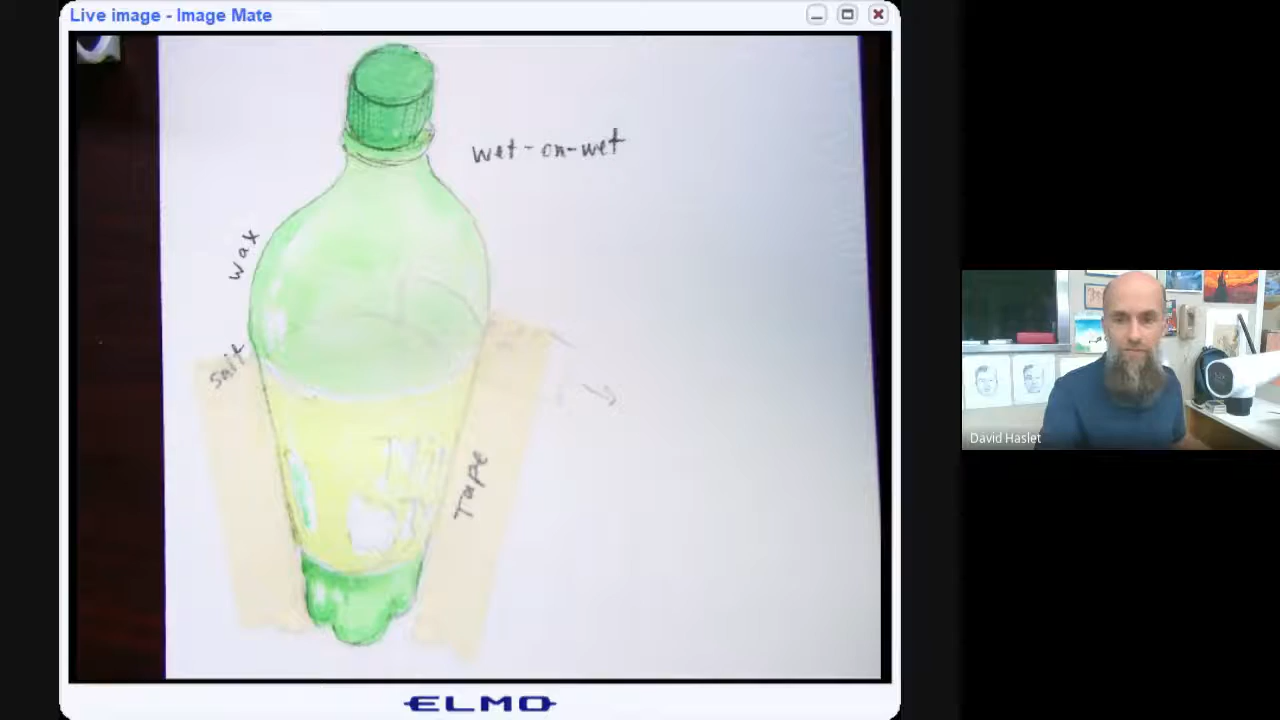 Live image - Image Mate
wet-on-wet
wax
salt
Tape
David Haslet
ELMO